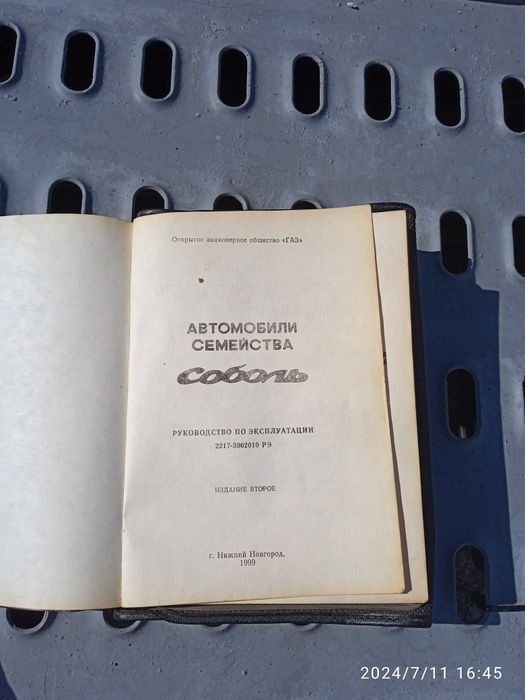 Открытое акционерное общество «ГАЗ»
АВТОМОБИЛИ
СЕМЕЙСТВА
соболь
РУКОВОДСТВО ПО ЭКСПЛУАТАЦИИ
2217-3902010 РЭ
ИЗДАНИЕ ВТОРОЕ
г. Нижний Новгород,
1999
2024/7/11 16:45